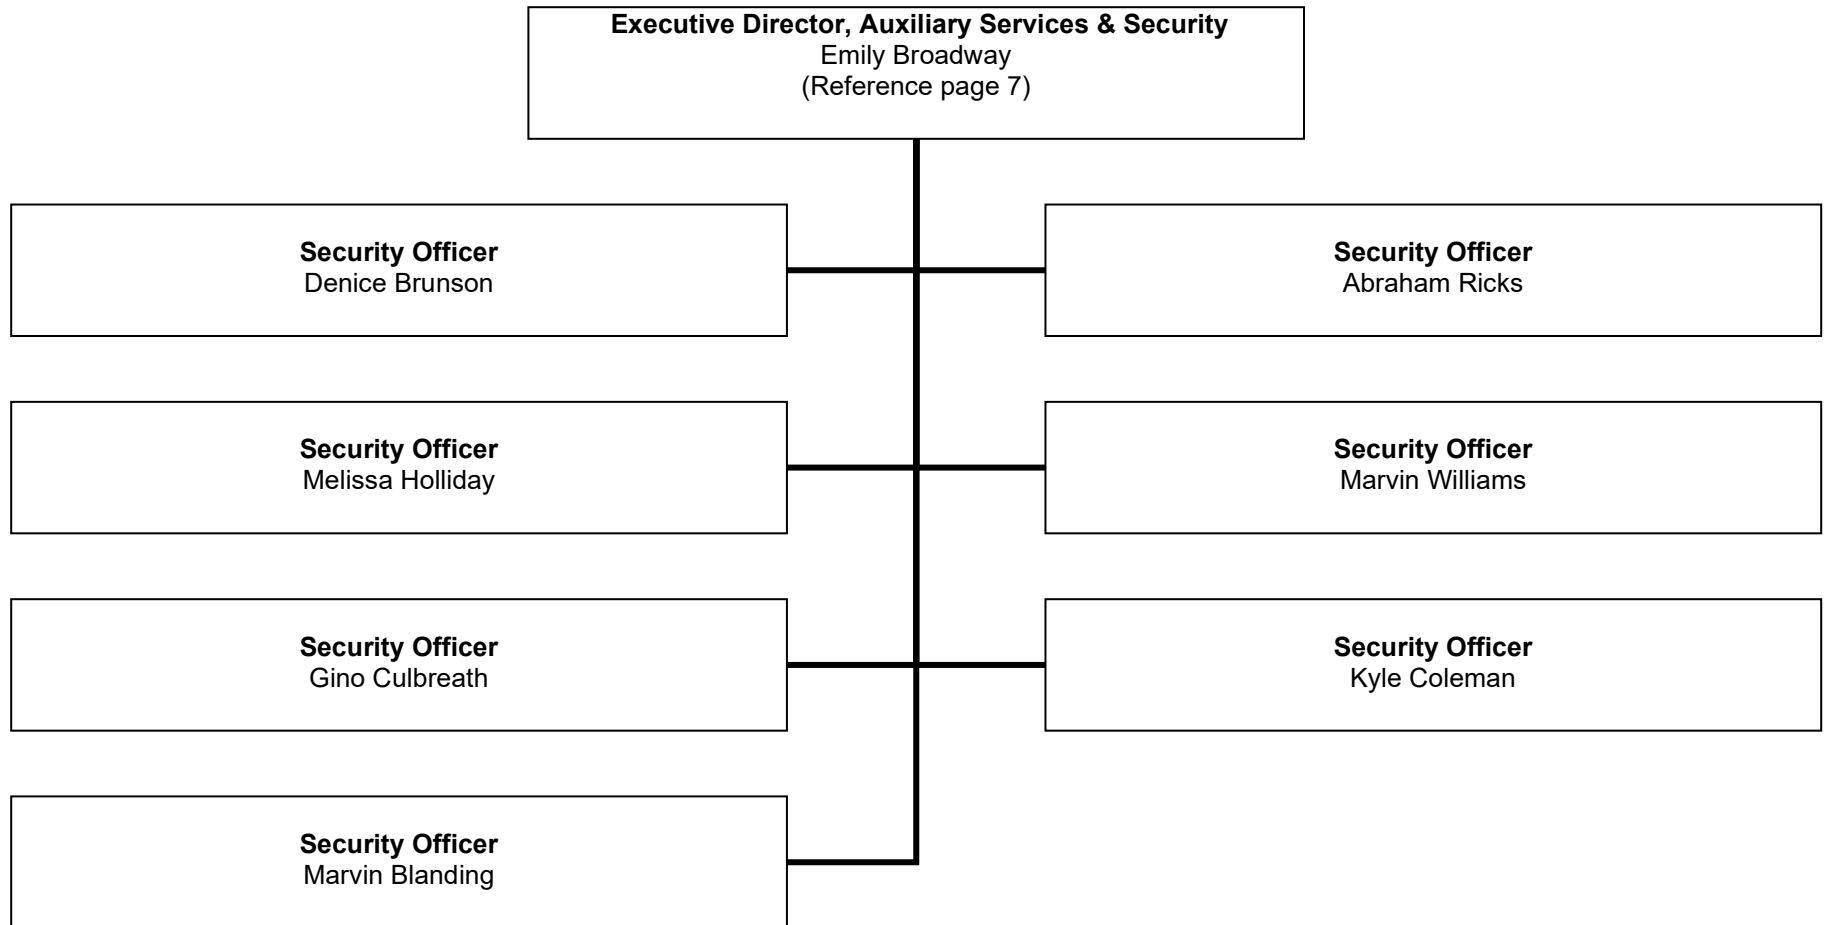 Executive Director, Auxiliary Services & Security
Emily Broadway
(Reference page 7)
Security Officer
Denice Brunson
Security Officer
Abraham Ricks
Security Officer
Melissa Holliday
Security Officer
Marvin Williams
Security Officer
Gino Culbreath
Security Officer
Kyle Coleman
Security Officer
Marvin Blanding